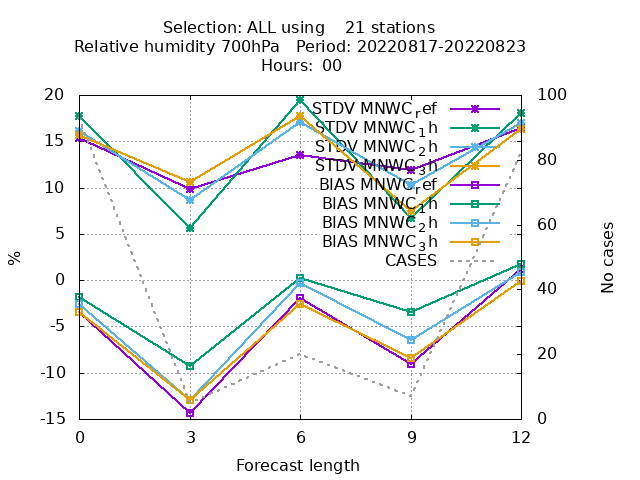 Selection: ALL using    21 stations
Relative humidity 700hPa   Period: 20220817-20220823
Hours: 00
20
15
10
5
0
-5
-10
-15
%
STDV MNWC_ref
STDV MNWC_1h
STDV MNWC_2h
STDV MNWC_3h
BIAS MNWC_ref
BIAS MNWC_1h
BIAS MNWC_2h
BIAS MNWC_3h
CASES
100
80
60
40
20
0
No cases
0 3 6 9 12
Forecast length